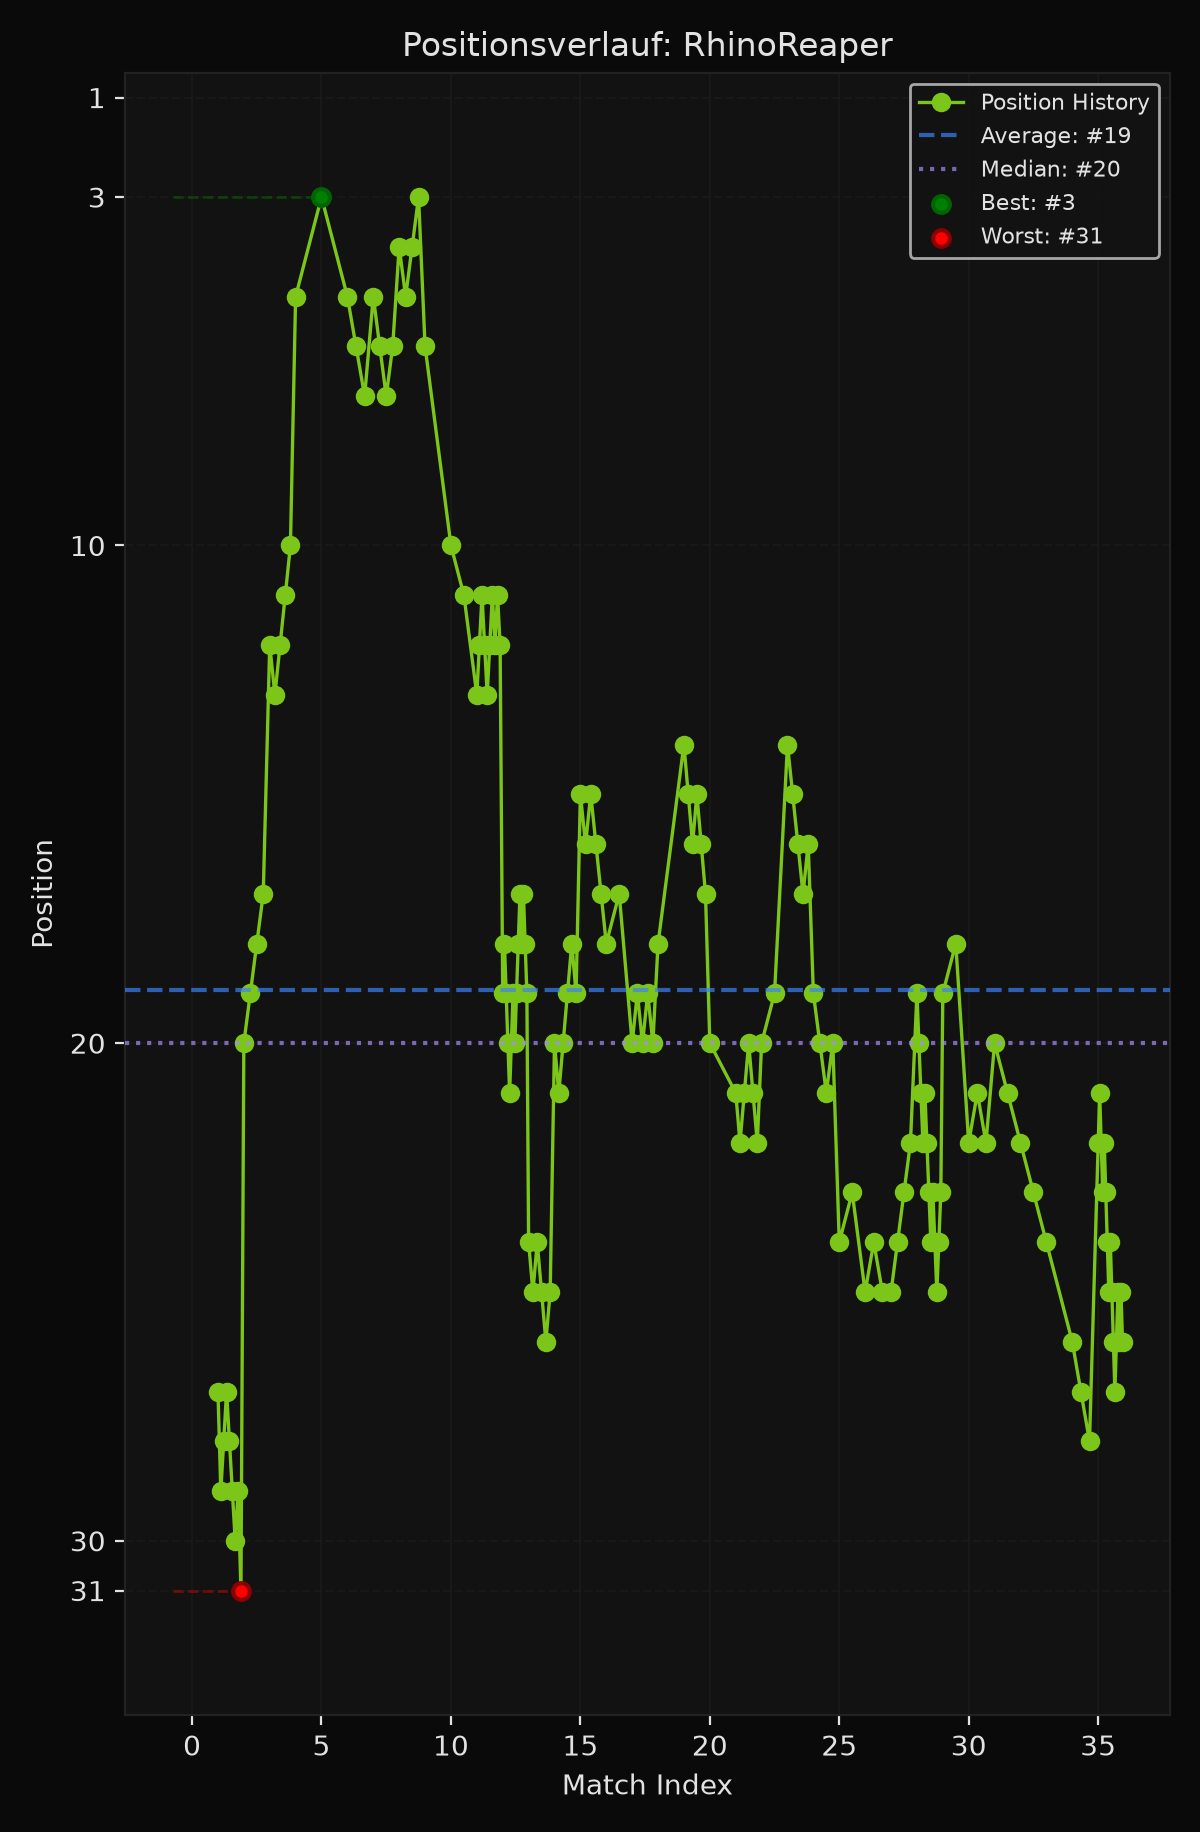 Positionsverlauf: RhinoReaper
Position History
Average: #19
Median: #20
Best: #3
Worst: #31
1
3
10
20
30
31
Position
0 5 10 15 20 25 30 35
Match Index